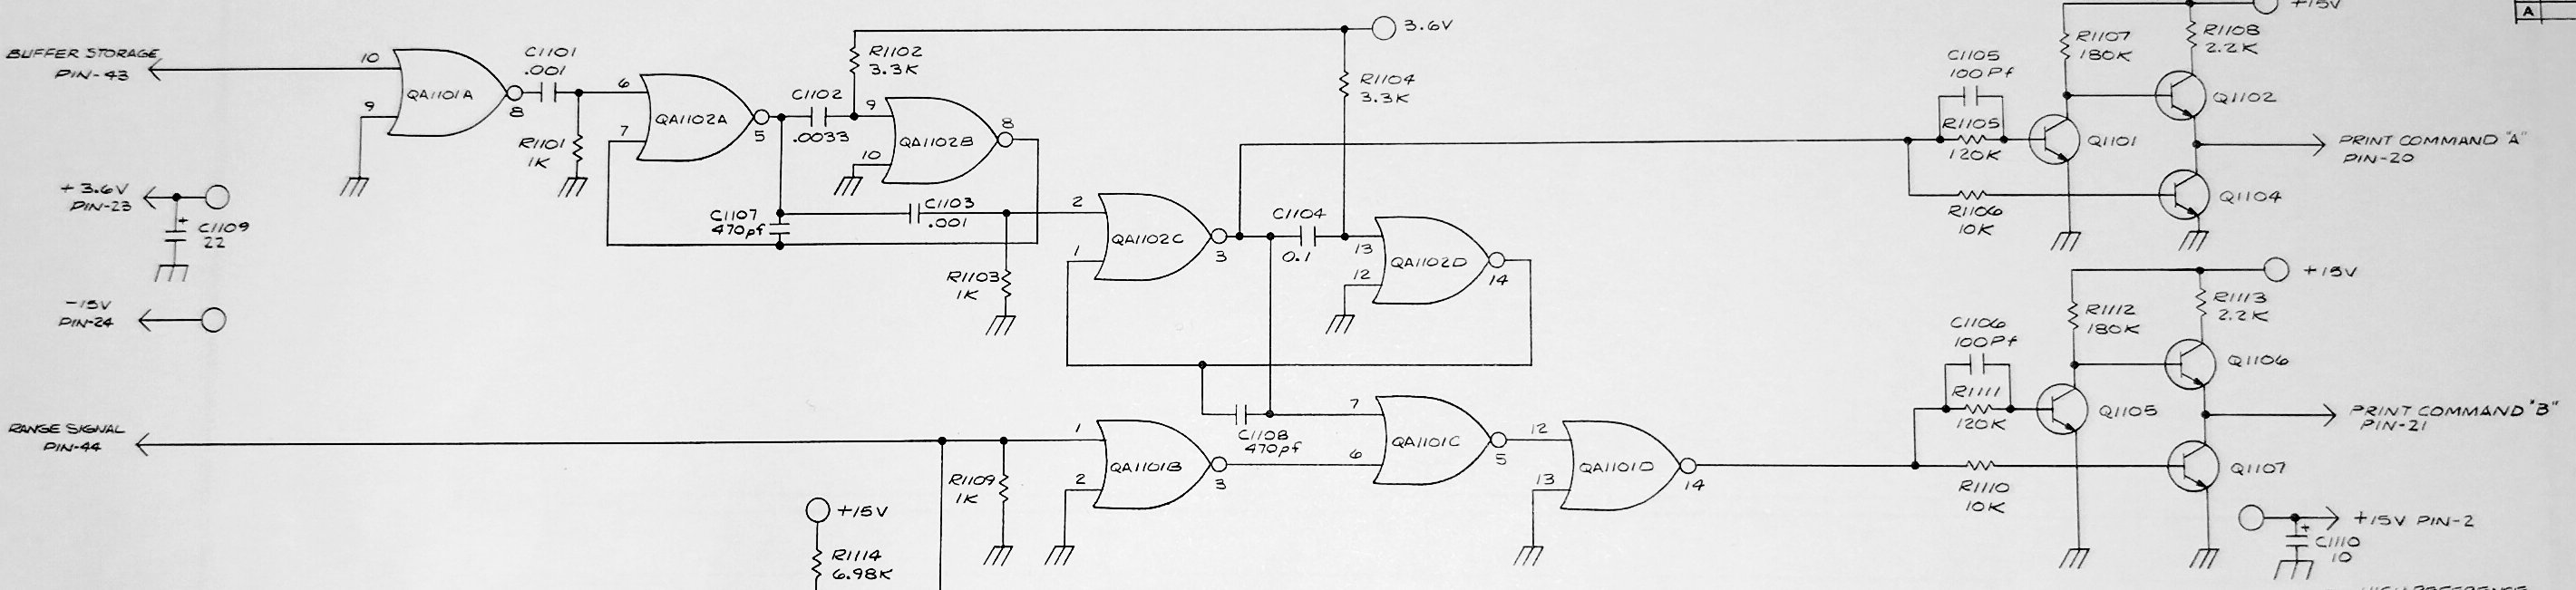 BUFFER STORAGE
PIN-43
10
9
QA1101A
8
C1101
.001
R1101
1K
6
7
QA1102A
5
C1102
.0033
R1102
3.3K
9
10
QA1102B
8
3.6V
R1104
3.3K
+3.6V
PIN-23
+
C1109
22
C1107
470pf
C1103
.001
R1103
1K
2
1
QA1102C
3
C1104
0.1
13
12
QA1102D
14
-15V
PIN-24
RANGE SIGNAL
PIN-44
R1109
1K
1
2
QA1101B
3
C1108
470pf
7
6
QA1101C
5
12
13
QA1101D
14
+15V
R1114
6.98K
+15V
A
R1107
180K
R1108
2.2K
C1105
100Pf
R1105
120K
Q1101
Q1102
PRINT COMMAND "A"
PIN-20
R1106
10K
Q1104
+15V
R1112
180K
R1113
2.2K
C1106
100Pf
R1111
120K
Q1105
Q1106
PRINT COMMAND "B"
PIN-21
R1110
10K
Q1107
+15V PIN-2
+
C1110
10